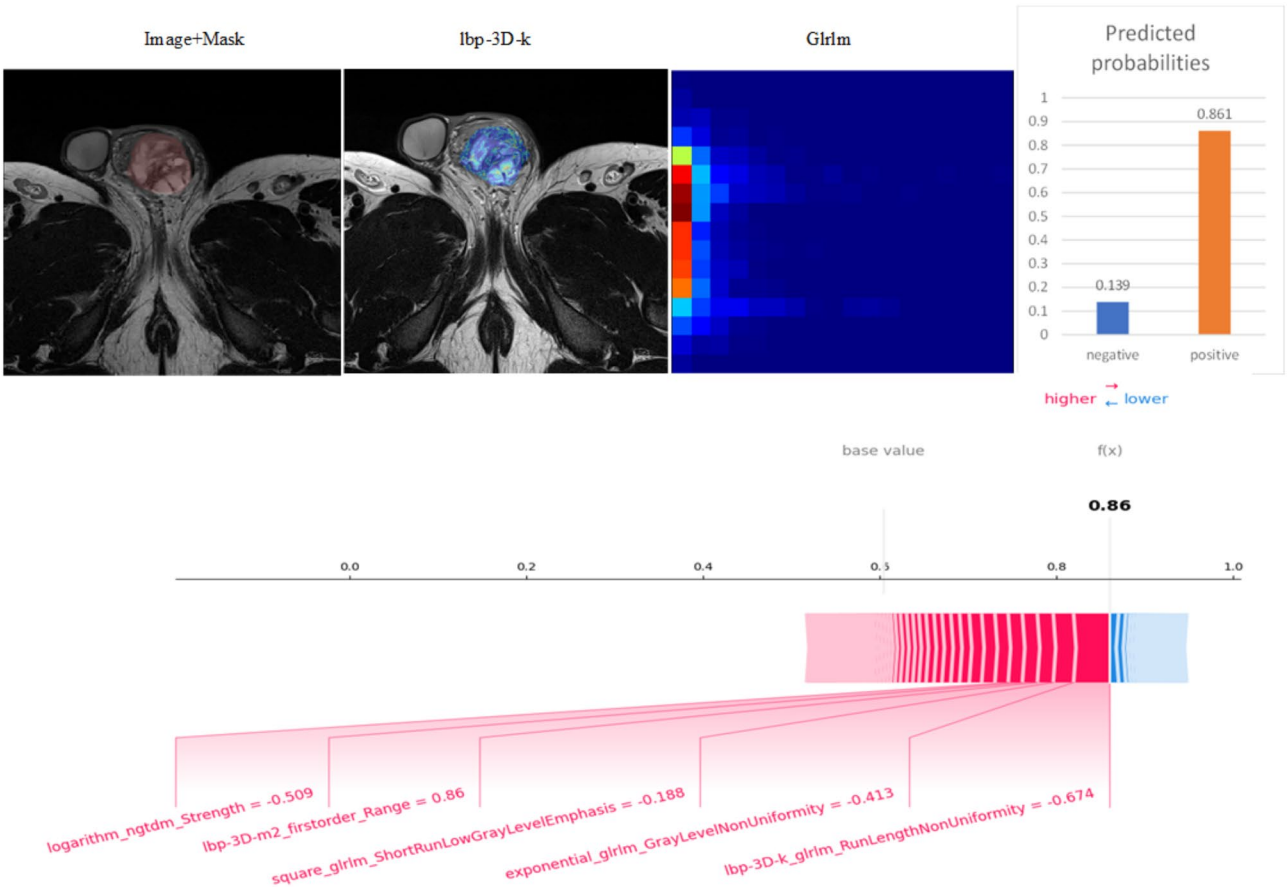 Image+Mask
lbp-3D-k
Glrlm
Predicted
probabilities
1
0.9
0.8
0.7
0.6
0.5
0.4
0.3
0.2
0.1
0
0.139
0.861
negative
positive
higher → ← lower
base value
f(x)
0.86
0.0
0.2
0.4
0.8
1.0
logarithm_ngtdm_Strength = -0.509
lbp-3D-m2_firstorder_Range = 0.86
square_glrlm_ShortRunLowGrayLevelEmphasis = -0.188
exponential_glrlm_GrayLevelNonUniformity = -0.413
lbp-3D-k_glrlm_RunLengthNonUniformity = -0.674